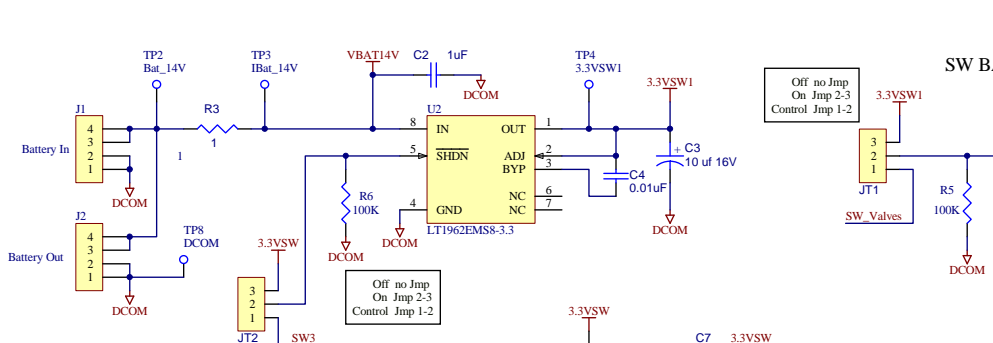 TP2
Bat_14V
TP3
IBat_14V
VBAT14V
C2
1uF
DCOM
TP4
3.3VSW1
3.3VSW1
SW B
Off no Jmp
On Jmp 2-3
Control Jmp 1-2
3.3VSW1
J1
4
3
2
1
Battery In
DCOM
R3
1
1
U2
8 IN
5 SHDN
4 GND
OUT 1
ADJ 2
BYP 3
NC 6
NC 7
LT1962EMS8-3.3
R6
100K
DCOM
DCOM
C4
0.01uF
+ C3
10 uf 16V
DCOM
3
2
1
JT1
SW_Valves
R5
100K
DCOM
J2
4
3
2
1
Battery Out
DCOM
TP8
DCOM
3.3VSW
3
2
1
JT2
SW3
Off no Jmp
On Jmp 2-3
Control Jmp 1-2
3.3VSW
C7
3.3VSW